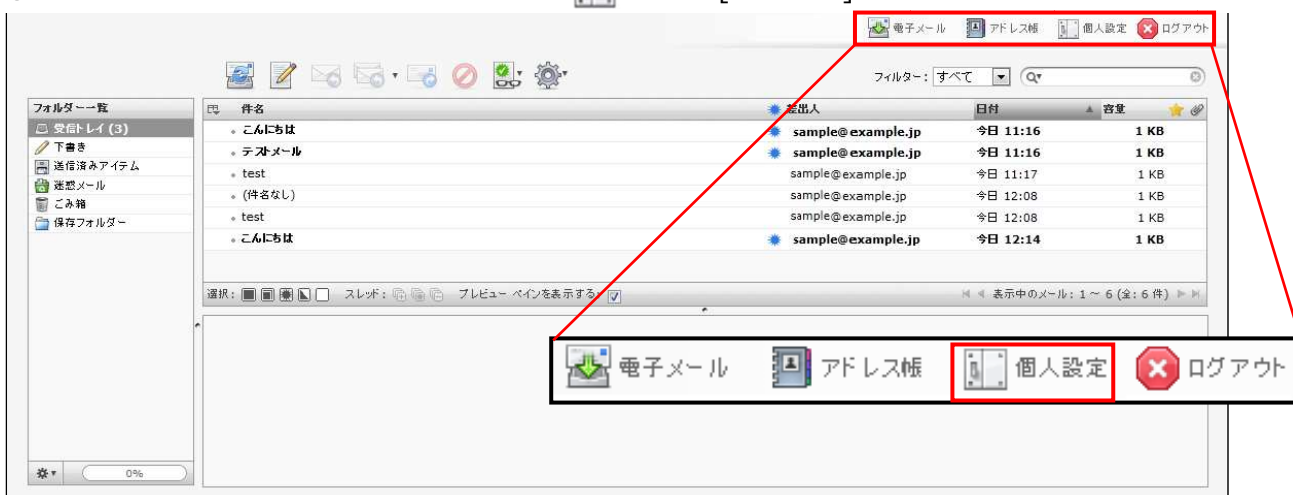 電子メール アドレス帳 個人設定 ログアウト
フィルター: すべて
フォルダー一覧 件名 差出人 日付 容量
受信トレイ (3)
下書き
送信済みアイテム
迷惑メール
ごみ箱
保存フォルダー
こんにちは sample@example.jp 今日 11:16 1 KB
テストメール sample@example.jp 今日 11:16 1 KB
test sample@example.jp 今日 11:17 1 KB
(件名なし) sample@example.jp 今日 12:08 1 KB
test sample@example.jp 今日 12:08 1 KB
こんにちは sample@example.jp 今日 12:14 1 KB
選択: スレッド: プレビュー ペインを表示する: 表示中のメール: 1 ~ 6 (全: 6 件)
電子メール アドレス帳 個人設定 ログアウト
0%